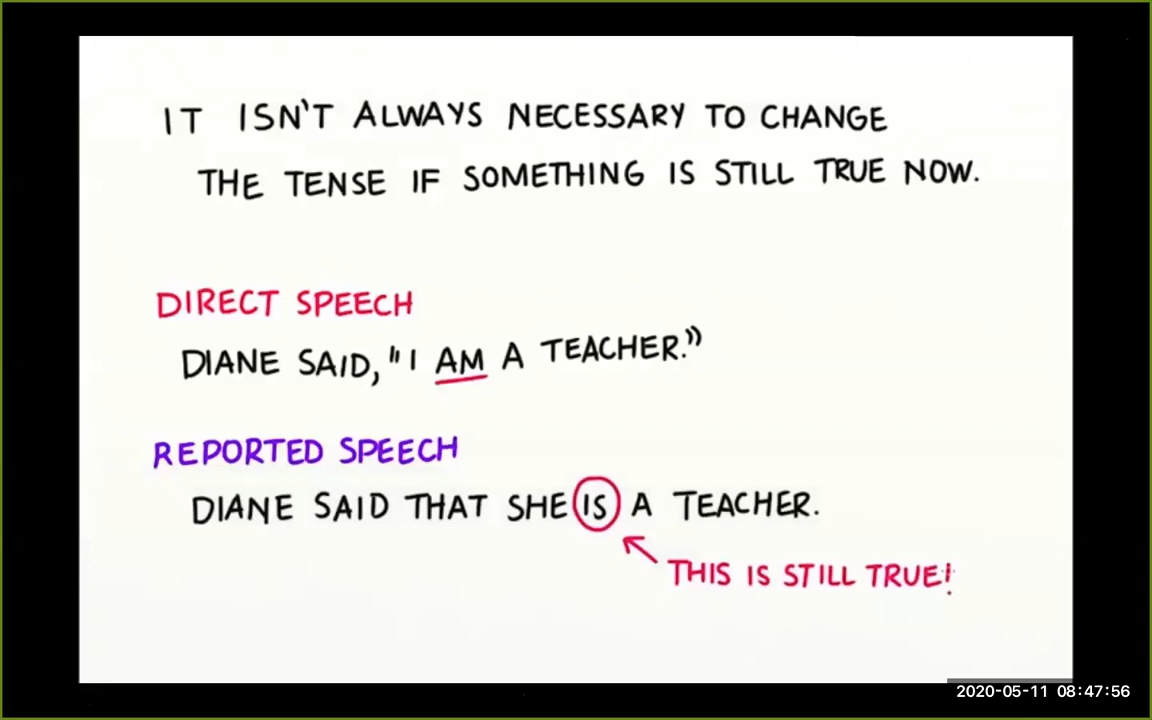 IT ISN'T ALWAYS NECESSARY TO CHANGE
THE TENSE IF SOMETHING IS STILL TRUE NOW.
DIRECT SPEECH
DIANE SAID, "I AM A TEACHER."
REPORTED SPEECH
DIANE SAID THAT SHE IS A TEACHER.
THIS IS STILL TRUE!
2020-05-11 08:47:56